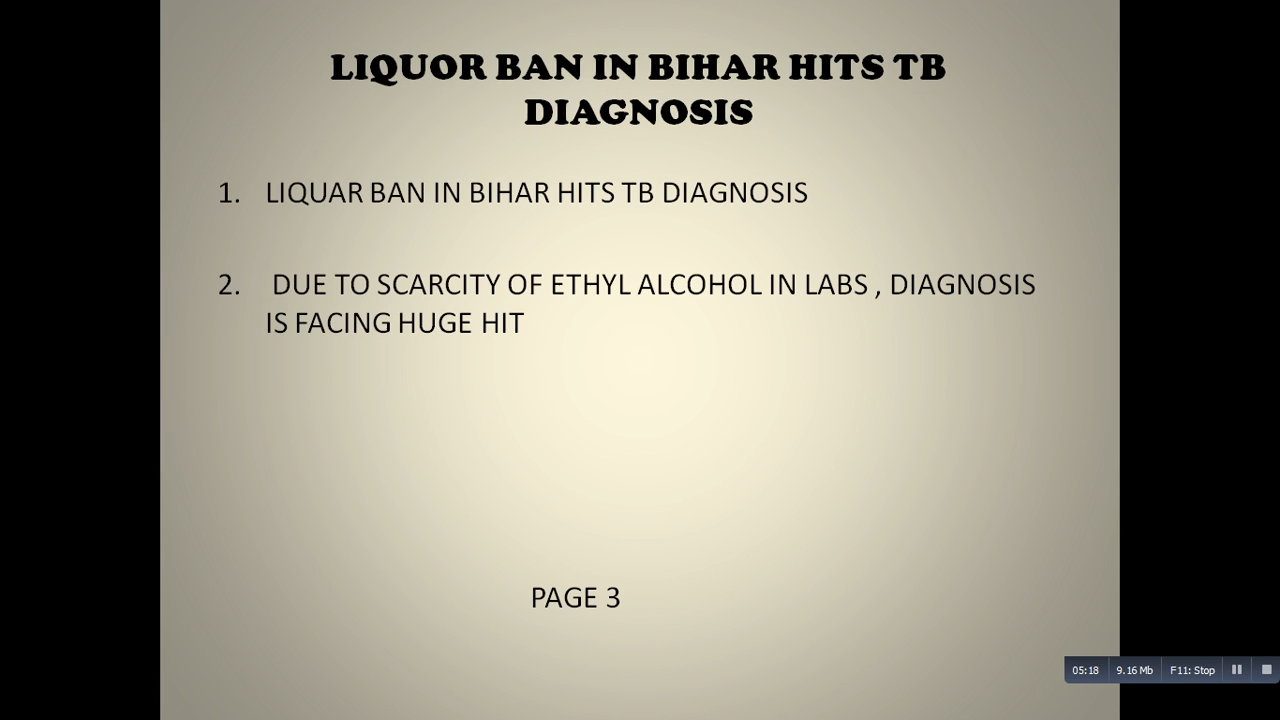 LIQUOR BAN IN BIHAR HITS TB
DIAGNOSIS
1. LIQUAR BAN IN BIHAR HITS TB DIAGNOSIS
2. DUE TO SCARCITY OF ETHYL ALCOHOL IN LABS , DIAGNOSIS
IS FACING HUGE HIT
PAGE 3
05:18 9.16 Mb F11: Stop